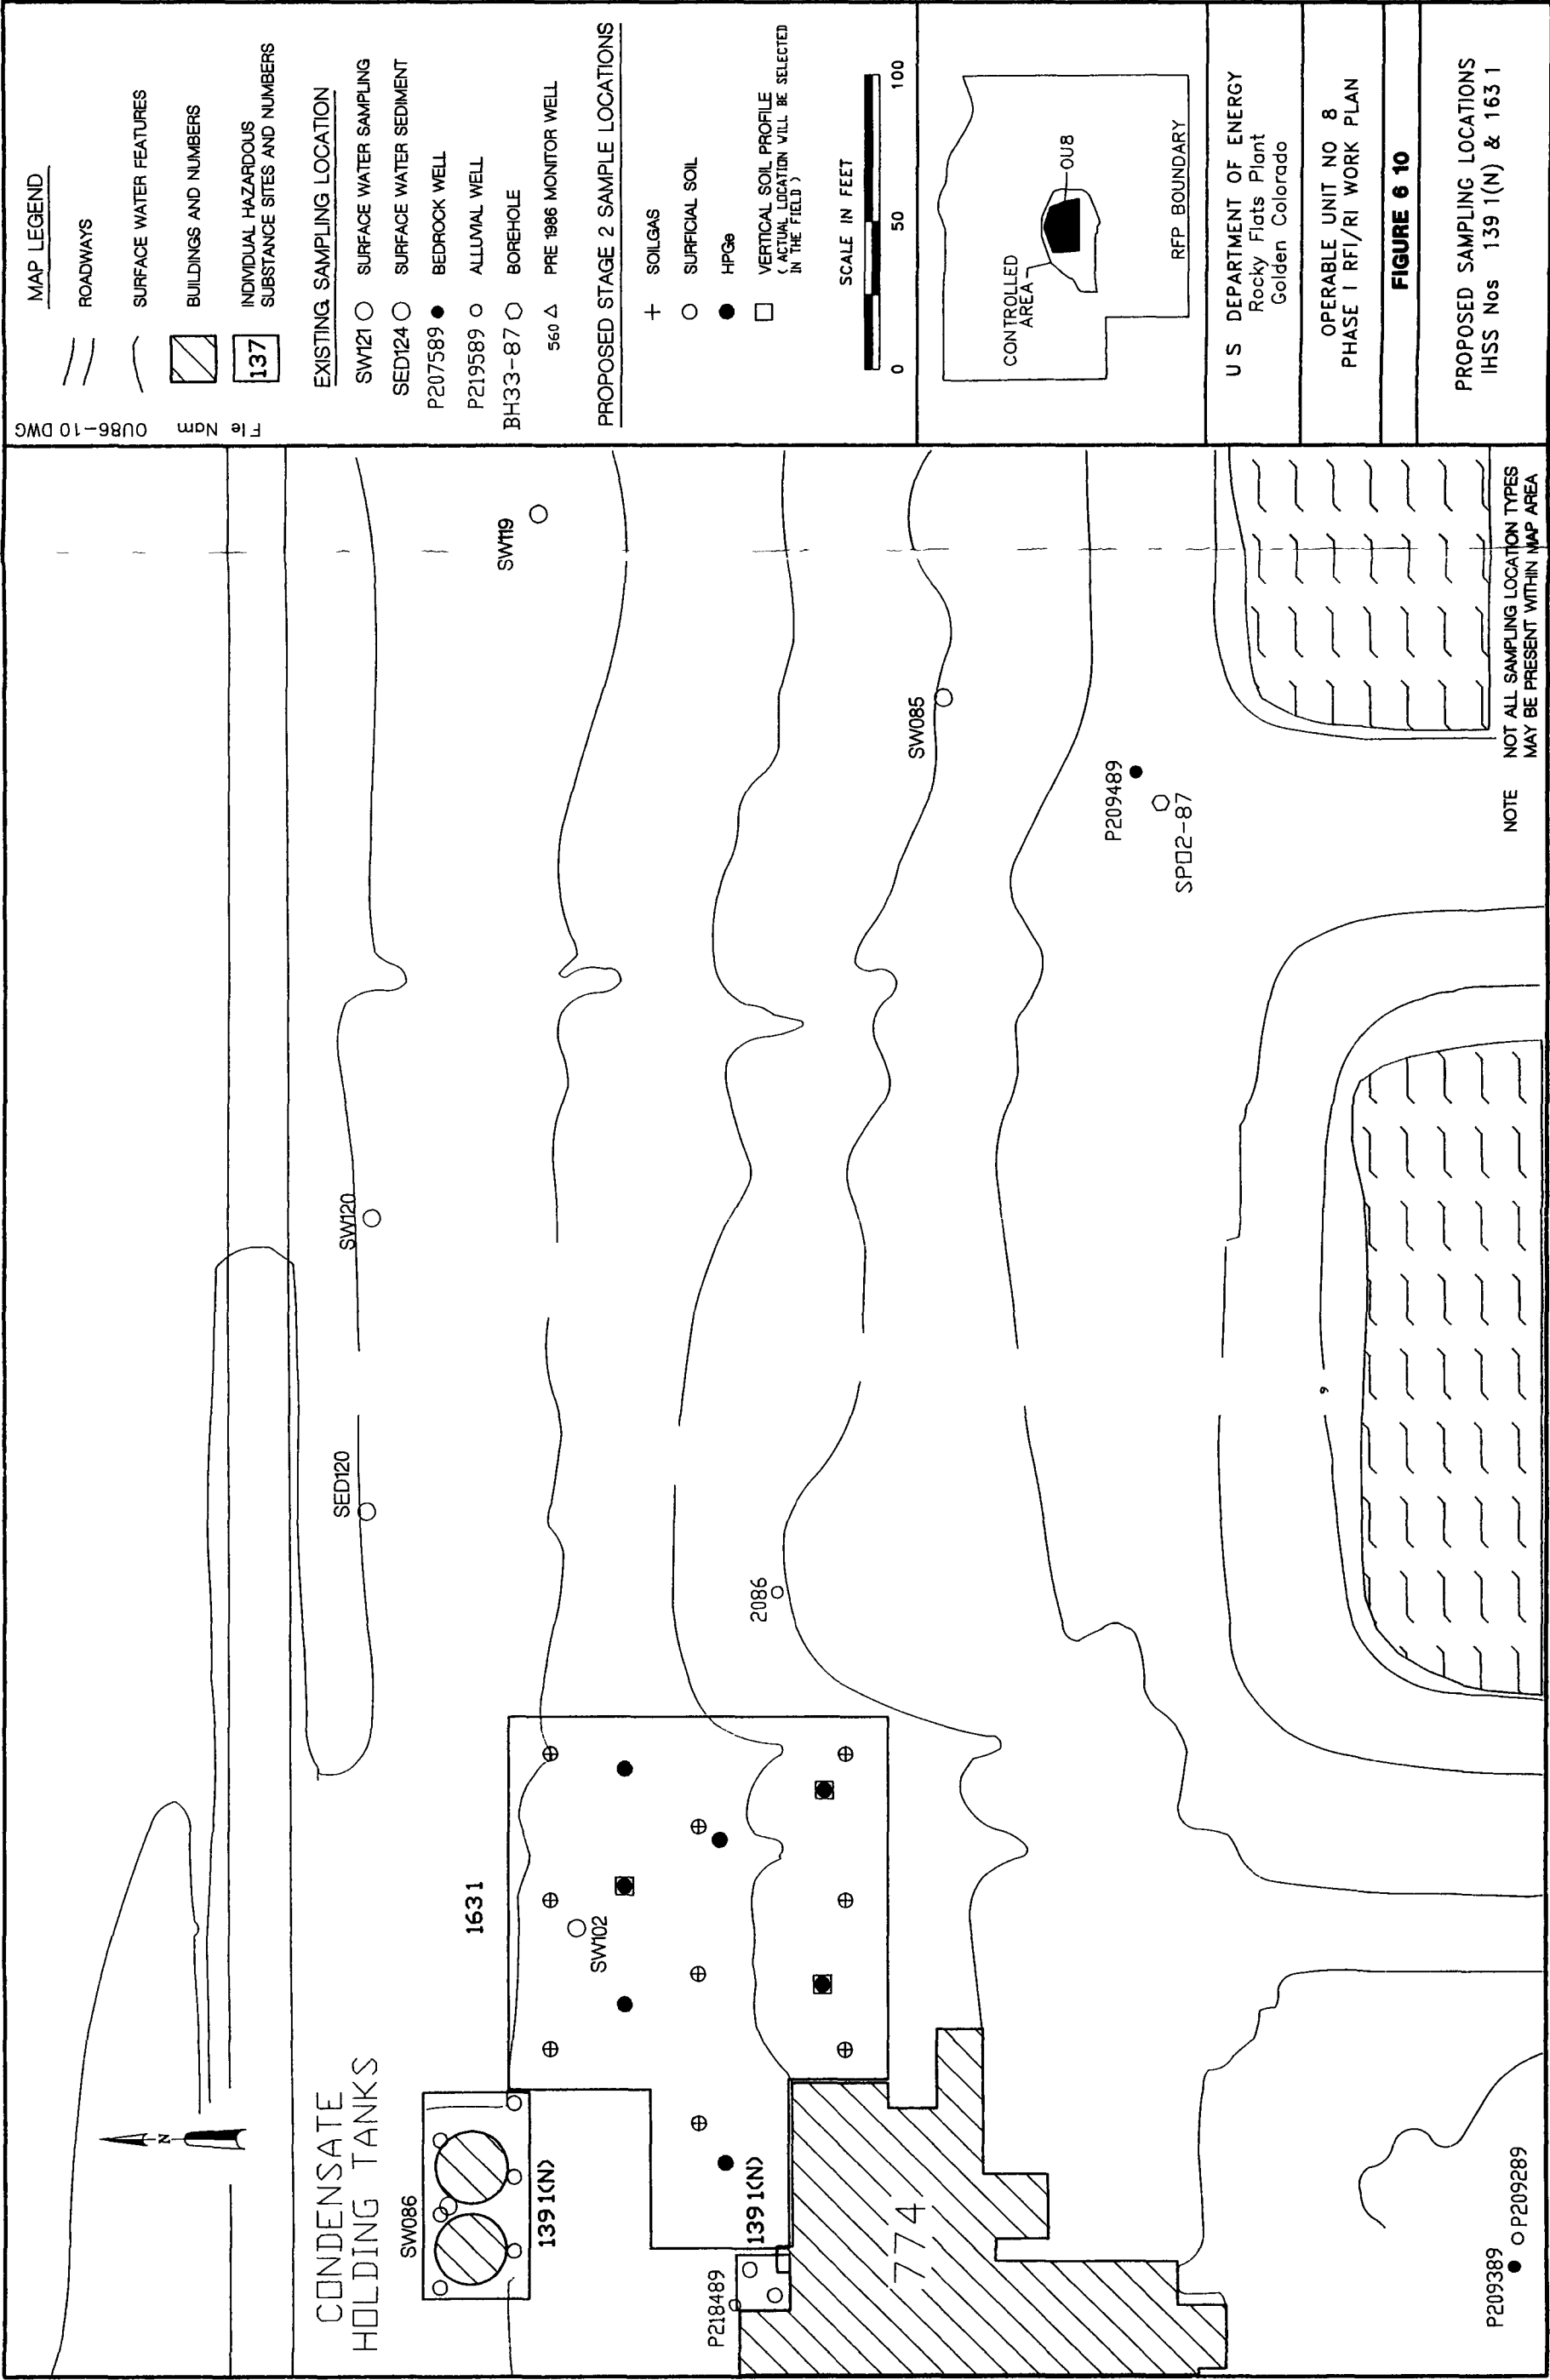 MAP LEGEND
ROADWAYS
SURFACE WATER FEATURES
BUILDINGS AND NUMBERS
137
INDIVIDUAL HAZARDOUS
SUBSTANCE SITES AND NUMBERS
EXISTING SAMPLING LOCATION
SW121 SURFACE WATER SAMPLING
SED124 SURFACE WATER SEDIMENT
P207589 BEDROCK WELL
P219589 ALLUVIAL WELL
BH33-87 BOREHOLE
560 PRE 1986 MONITOR WELL
PROPOSED STAGE 2 SAMPLE LOCATIONS
SOILGAS
SURFICIAL SOIL
HPGe
VERTICAL SOIL PROFILE
( ACTUAL LOCATION WILL BE SELECTED
IN THE FIELD )
SCALE IN FEET
0 50 100
CONTROLLED
AREA
OU8
RFP BOUNDARY
U S DEPARTMENT OF ENERGY
Rocky Flats Plant
Golden Colorado
OPERABLE UNIT NO 8
PHASE I RFI/RI WORK PLAN
FIGURE 6 10
PROPOSED SAMPLING LOCATIONS
IHSS Nos 139 1(N) & 163 1
File Nam OU86-10 DWG
N
CONDENSATE
HOLDING TANKS
SW086
139 1(N)
1631
SW102
139 1(N)
P218489
774
P209389
P209289
SED120
SW120
2086
SW119
SW085
P209489
SP02-87
9
NOTE NOT ALL SAMPLING LOCATION TYPES
MAY BE PRESENT WITHIN MAP AREA